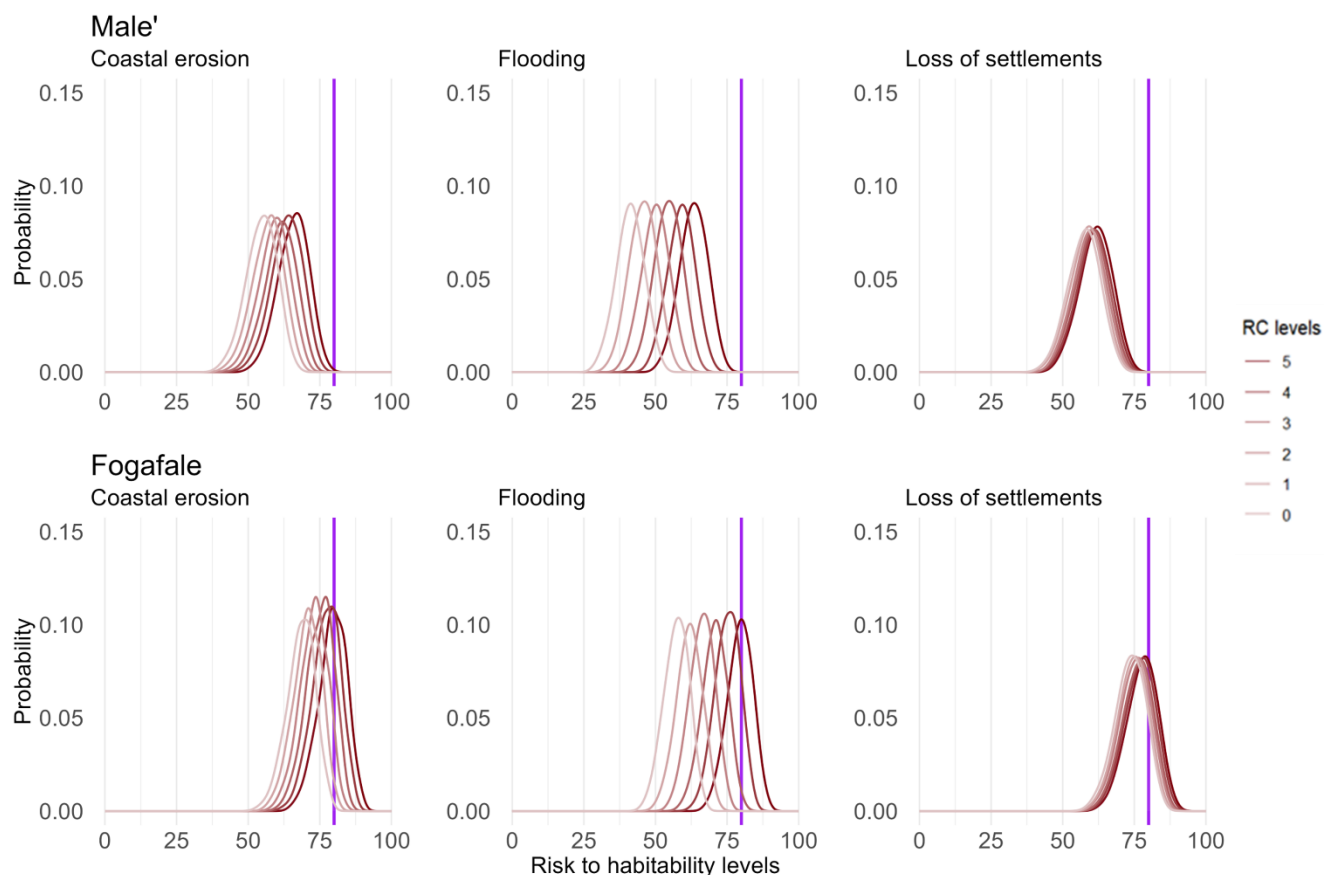 Male'
Coastal erosion
Flooding
Loss of settlements
0.15 0.15 0.15
0.10 0.10 0.10
0.05 0.05 0.05
0.00 0.00 0.00
Probability
0 25 50 75 100 0 25 50 75 100 0 25 50 75 100
RC levels
5
4
3
2
1
0
Fogafale
Coastal erosion
Flooding
Loss of settlements
0.15 0.15 0.15
0.10 0.10 0.10
0.05 0.05 0.05
0.00 0.00 0.00
Probability
0 25 50 75 100 0 25 50 75 100 0 25 50 75 100
Risk to habitability levels